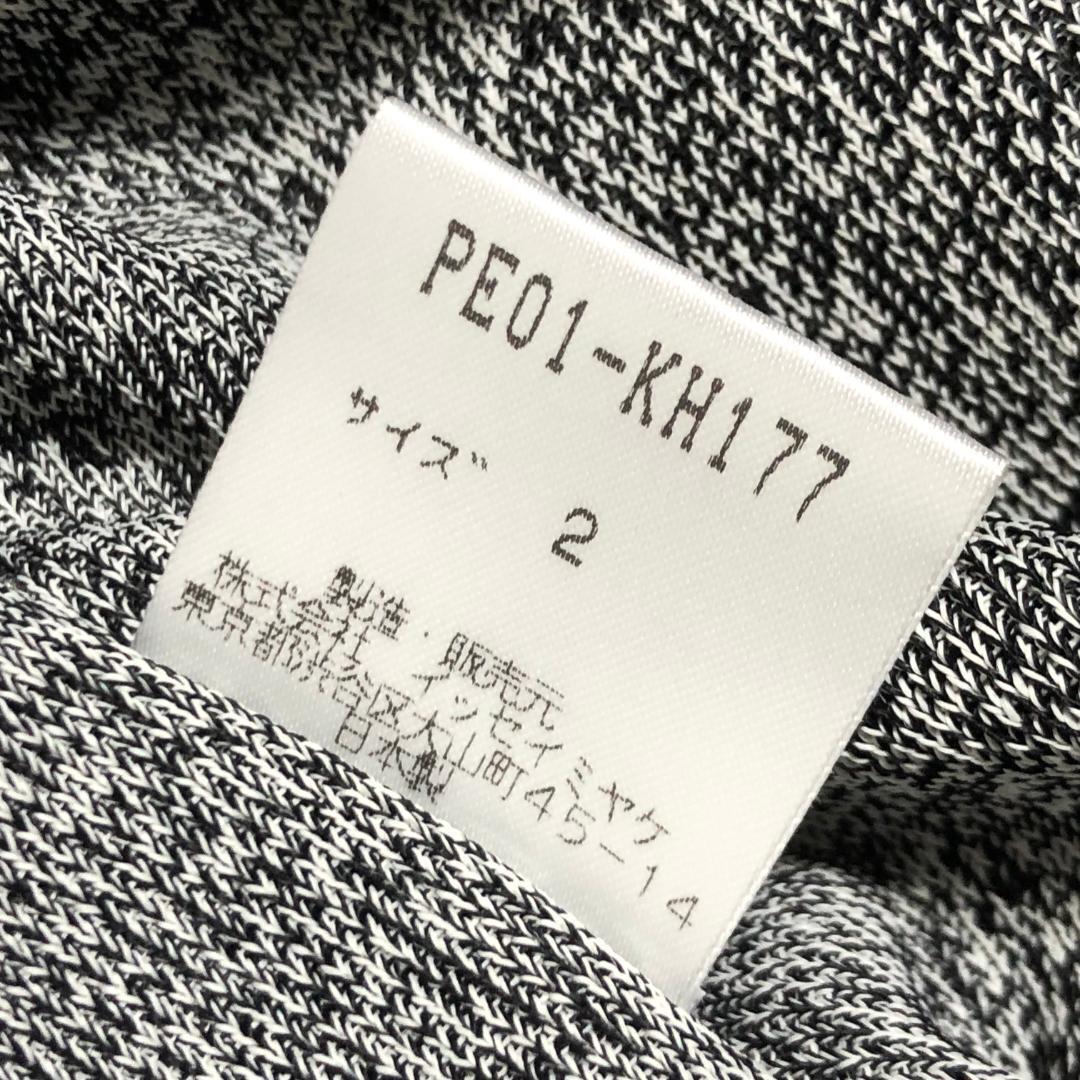 PE01-KH177
サイズ
2
製造・販売元
株式会社 イッセイミヤケ
東京都渋谷区大山町45-14
日本製